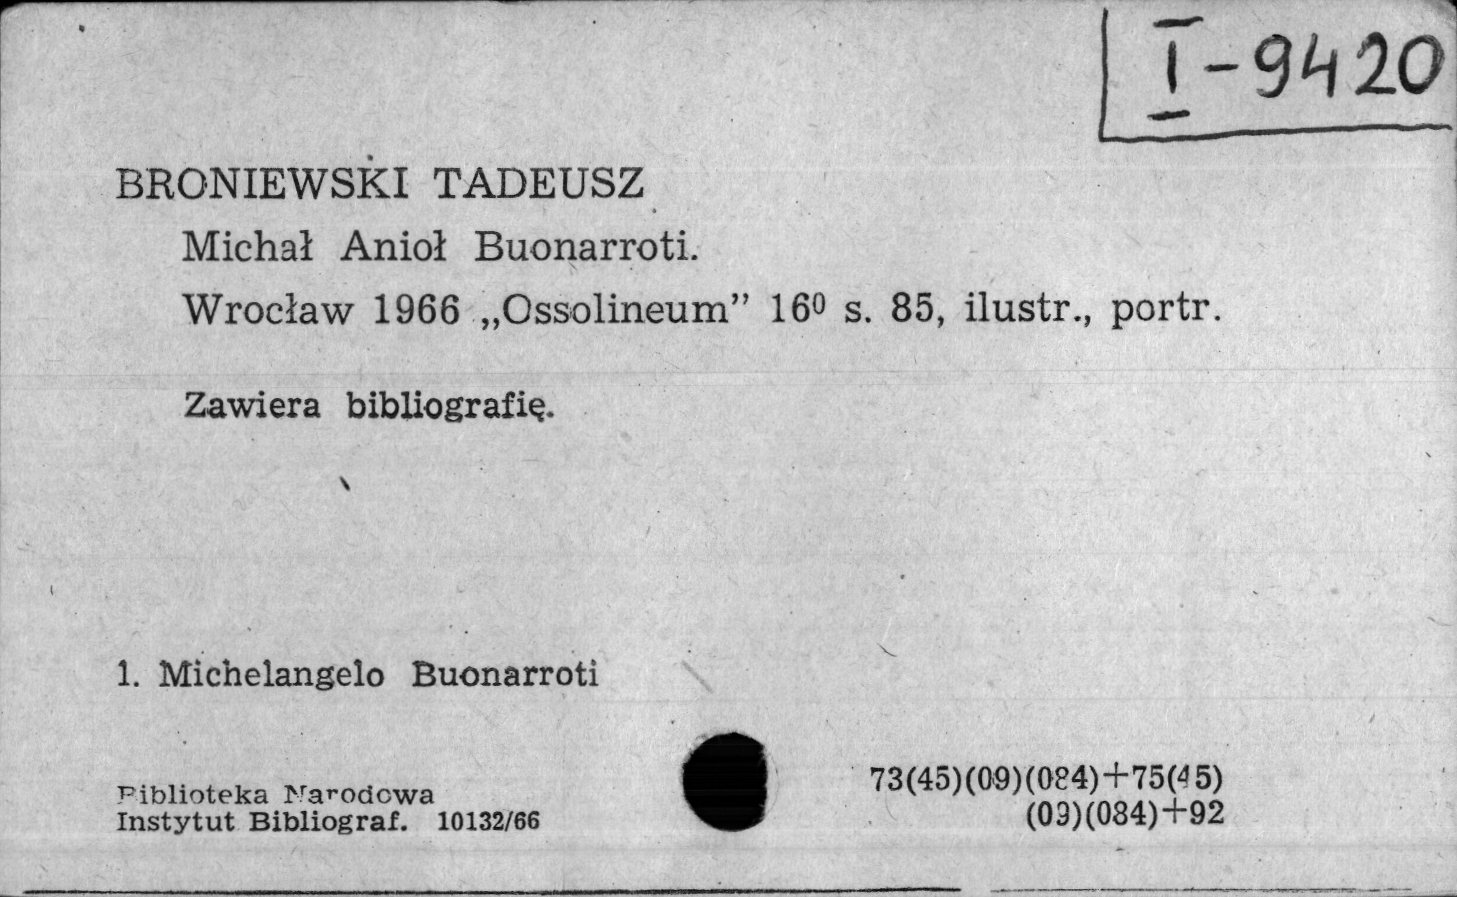 I-9420
BRONIEWSKI TADEUSZ
Michał Anioł Buonarroti.
Wrocław 1966 „Ossolineum” 16⁰ s. 85, ilustr., portr.
Zawiera bibliografię.
1. Michelangelo Buonarroti
Biblioteka Narodowa
Instytut Bibliograf. 10132/66
73(45)(09)(084)+75(45)
(09)(084)+92